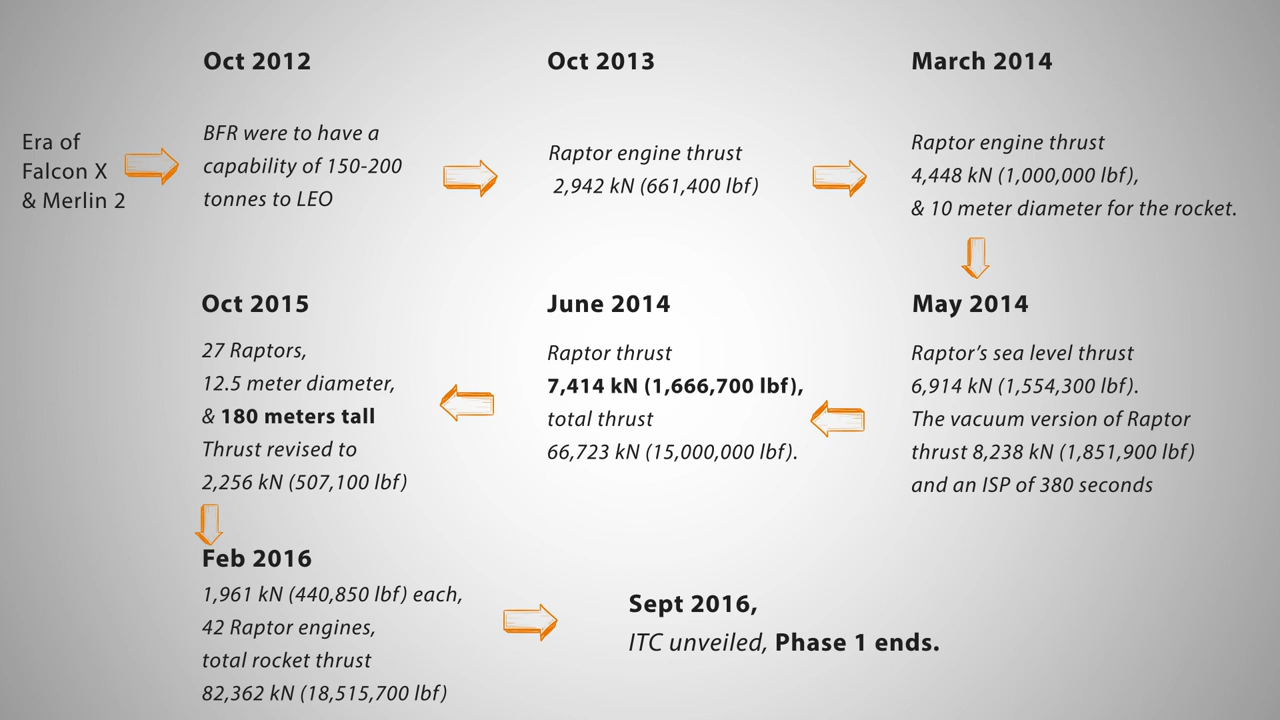 Era of
Falcon X
& Merlin 2
Oct 2012
BFR were to have a
capability of 150-200
tonnes to LEO
Oct 2013
Raptor engine thrust
2,942 kN (661,400 lbf)
March 2014
Raptor engine thrust
4,448 kN (1,000,000 lbf),
& 10 meter diameter for the rocket.
May 2014
Raptor’s sea level thrust
6,914 kN (1,554,300 lbf).
The vacuum version of Raptor
thrust 8,238 kN (1,851,900 lbf)
and an ISP of 380 seconds
June 2014
Raptor thrust
7,414 kN (1,666,700 lbf),
total thrust
66,723 kN (15,000,000 lbf).
Oct 2015
27 Raptors,
12.5 meter diameter,
& 180 meters tall
Thrust revised to
2,256 kN (507,100 lbf)
Feb 2016
1,961 kN (440,850 lbf) each,
42 Raptor engines,
total rocket thrust
82,362 kN (18,515,700 lbf)
Sept 2016,
ITC unveiled, Phase 1 ends.